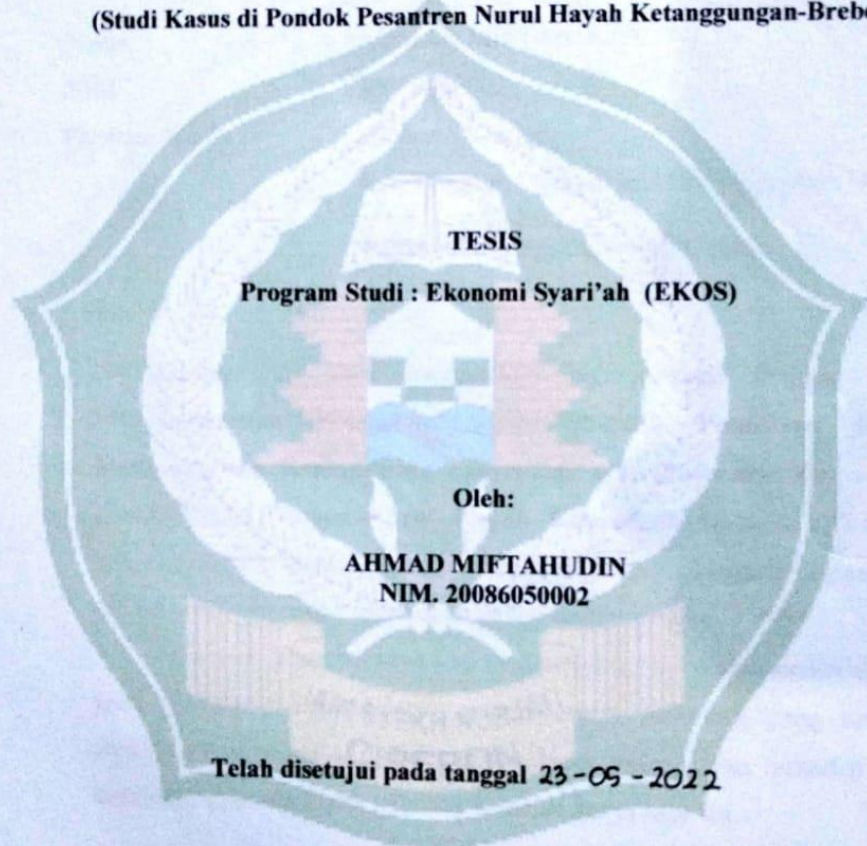 (Studi Kasus di Pondok Pesantren Nurul Hayah Ketanggungan-Breb
TESIS
Program Studi : Ekonomi Syari'ah (EKOS)
Oleh:
AHMAD MIFTAHUDIN
NIM. 20086050002
Telah disetujui pada tanggal 23-05-2022